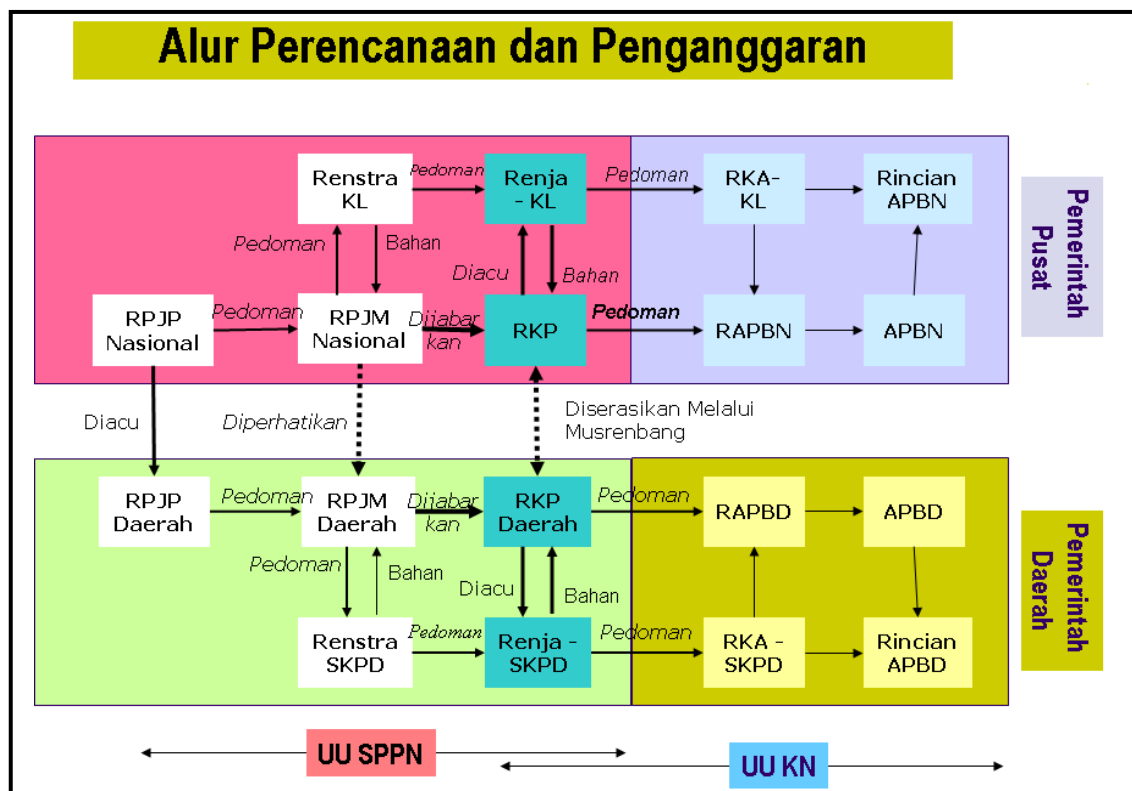 Alur Perencanaan dan Penganggaran
Renstra
KL
Pedoman
Renja
- KL
Pedoman
RKA-
KL
Rincian
APBN
Pemerintah
Pusat
Pedoman
Bahan
Diacu
Bahan
RPJP
Nasional
Pedoman
RPJM
Nasional
Dijabar
kan
RKP
Pedoman
RAPBN
APBN
Diacu
Diperhatikan
Diserasikan Melalui
Musrenbang
RPJP
Daerah
Pedoman
RPJM
Daerah
Dijabar
kan
RKP
Daerah
Pedoman
RAPBD
APBD
Pemerintah
Daerah
Pedoman
Bahan
Diacu
Bahan
Renstra
SKPD
Pedoman
Renja -
SKPD
Pedoman
RKA -
SKPD
Rincian
APBD
UU SPPN
UU KN